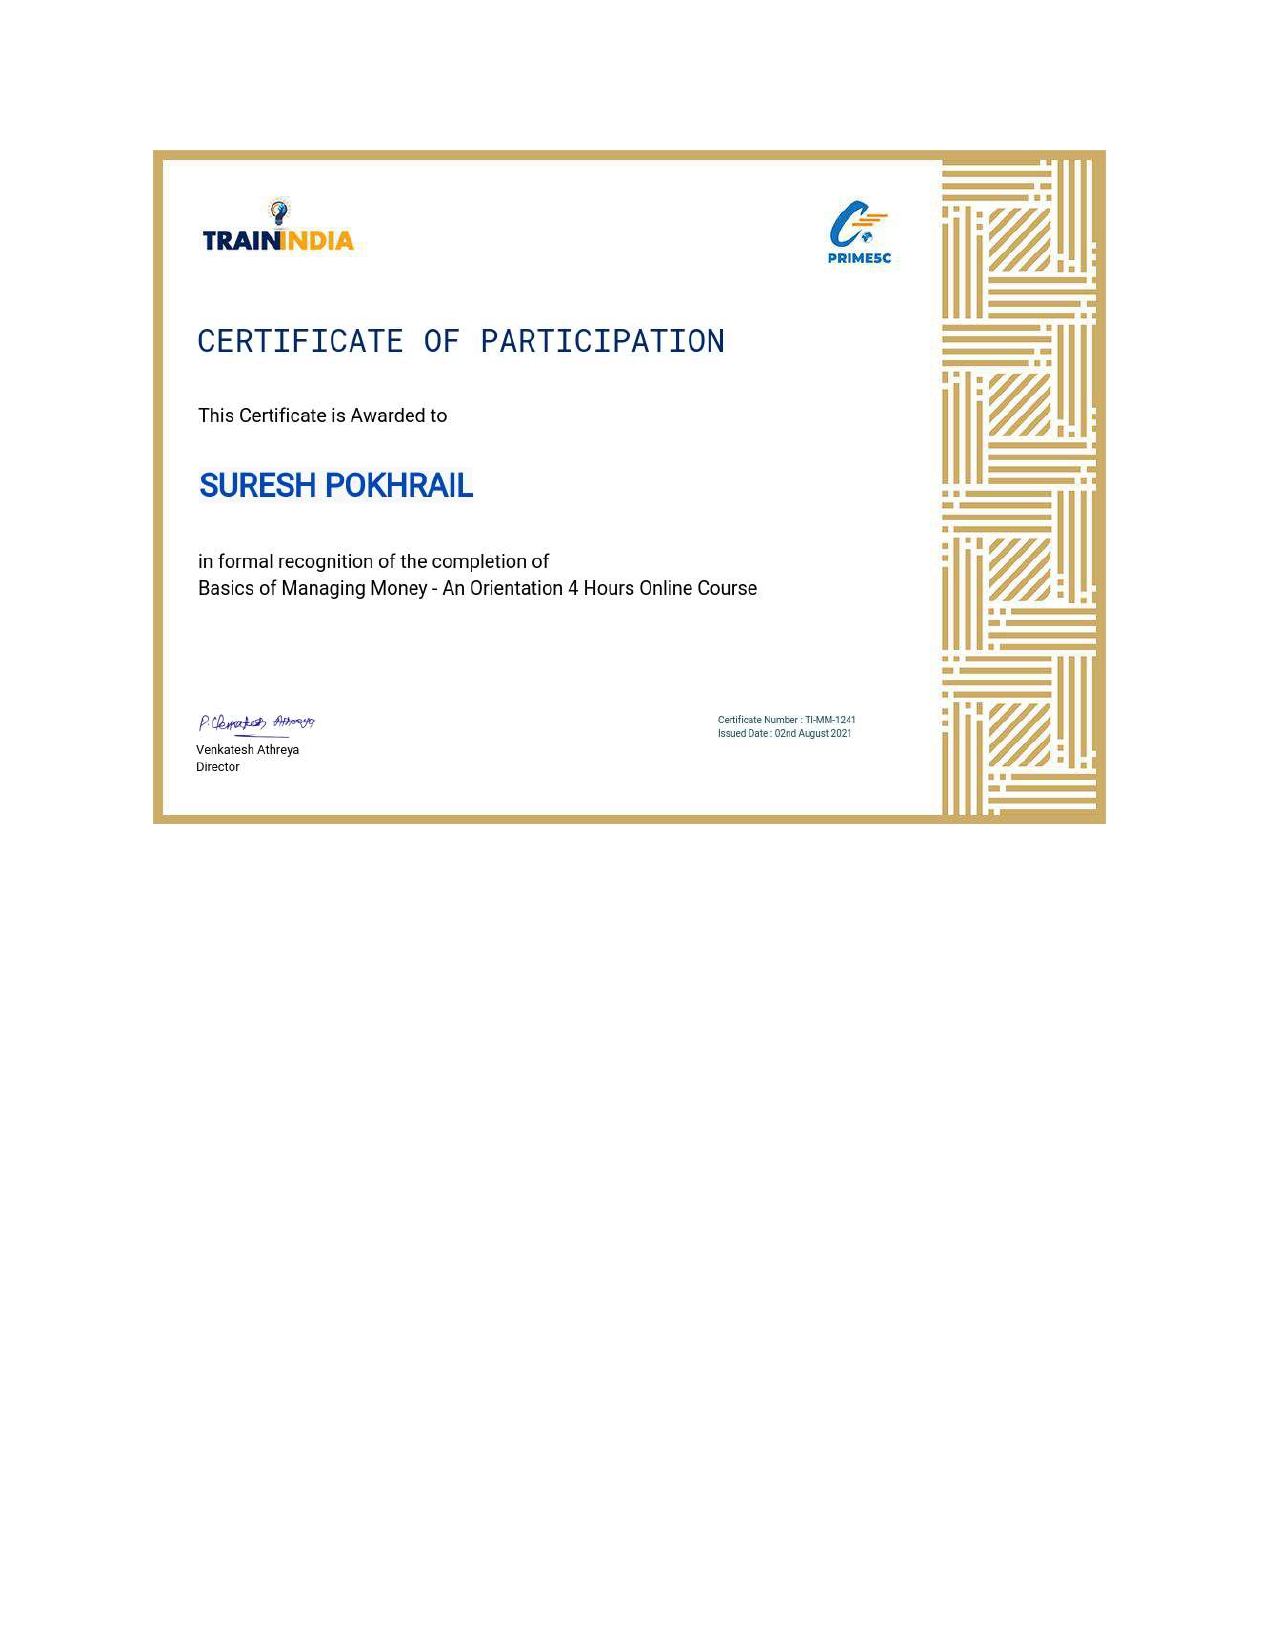 TRAININDIA
PRIME5C
CERTIFICATE OF PARTICIPATION
This Certificate is Awarded to
SURESH POKHRAIL
in formal recognition of the completion of
Basics of Managing Money - An Orientation 4 Hours Online Course
P. Venkatesh Athreya
Venkatesh Athreya
Director
Certificate Number : TI-MM-1241
Issued Date : 02nd August 2021